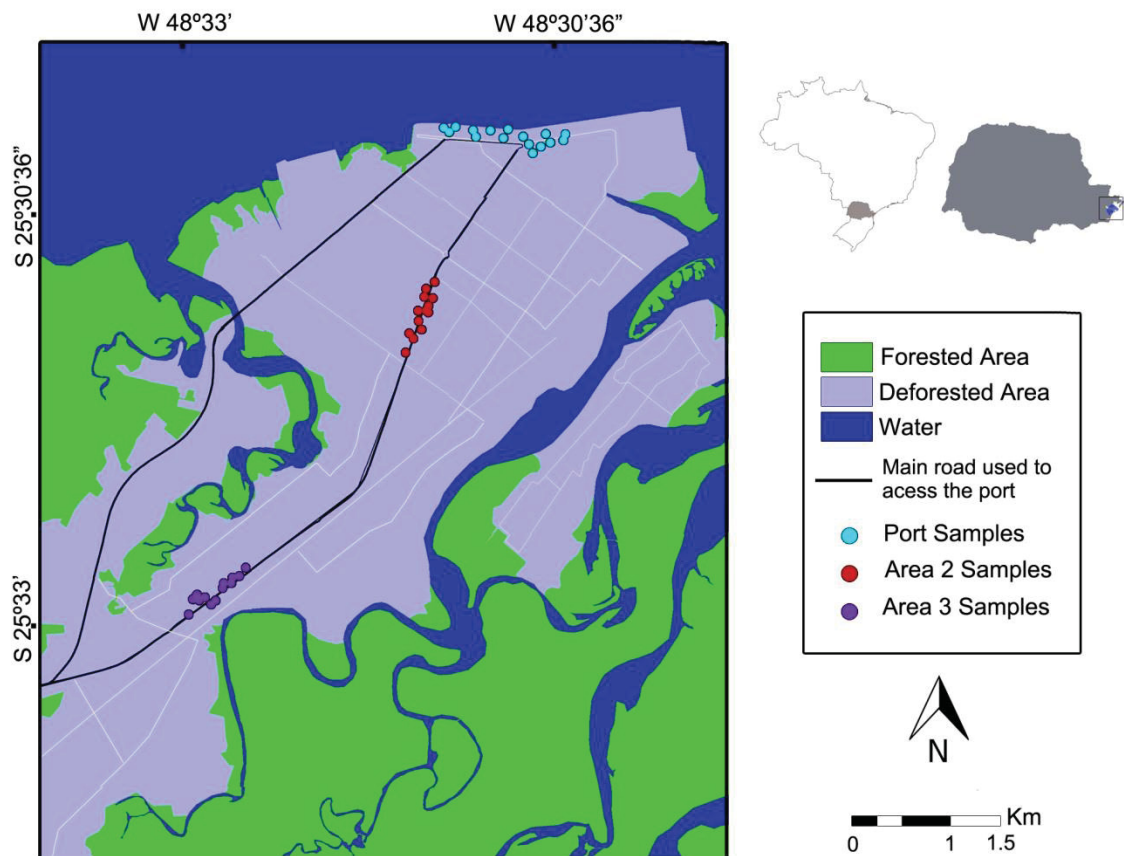 W 48º33’
W 48º30’36”
S 25º30’36”
S 25º33’
Forested Area
Deforested Area
Water
Main road used to
acess the port
Port Samples
Area 2 Samples
Area 3 Samples
N
Km
0 1 1.5